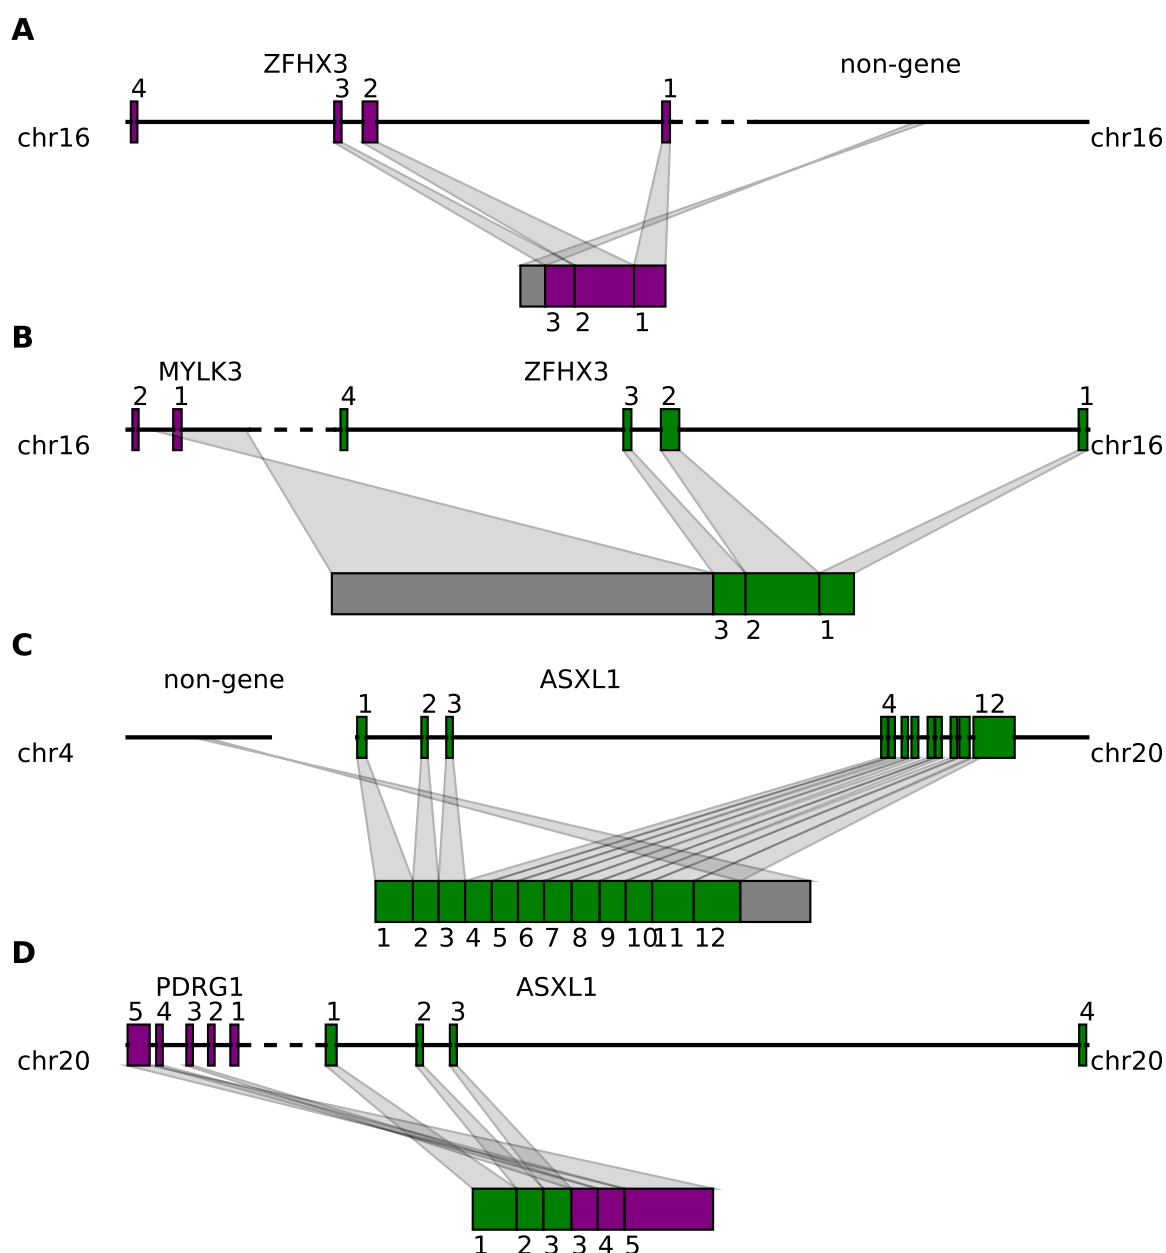 A
ZFHX3 non-gene
4 3 2 1
chr16 chr16
3 2 1
B
MYLK3 ZFHX3
2 1 4 3 2 1
chr16 chr16
3 2 1
C
non-gene ASXL1
1 2 3 4 12
chr4 chr20
1 2 3 4 5 6 7 8 9 10 11 12
D
PDRG1 ASXL1
5 4 3 2 1 1 2 3 4
chr20 chr20
1 2 3 3 4 5